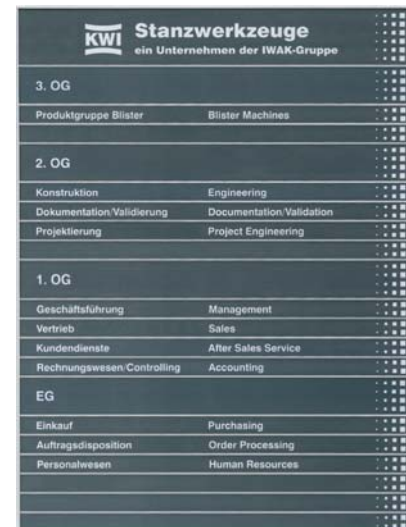 KWI Stanzwerkzeuge
ein Unternehmen der IWAK-Gruppe
3. OG
Produktgruppe Blister Blister Machines
2. OG
Konstruktion Engineering
Dokumentation/Validierung Documentation/Validation
Projektierung Project Engineering
1. OG
Geschäftsführung Management
Vertrieb Sales
Kundendienste After Sales Service
Rechnungswesen/Controlling Accounting
EG
Einkauf Purchasing
Auftragsdisposition Order Processing
Personalwesen Human Resources